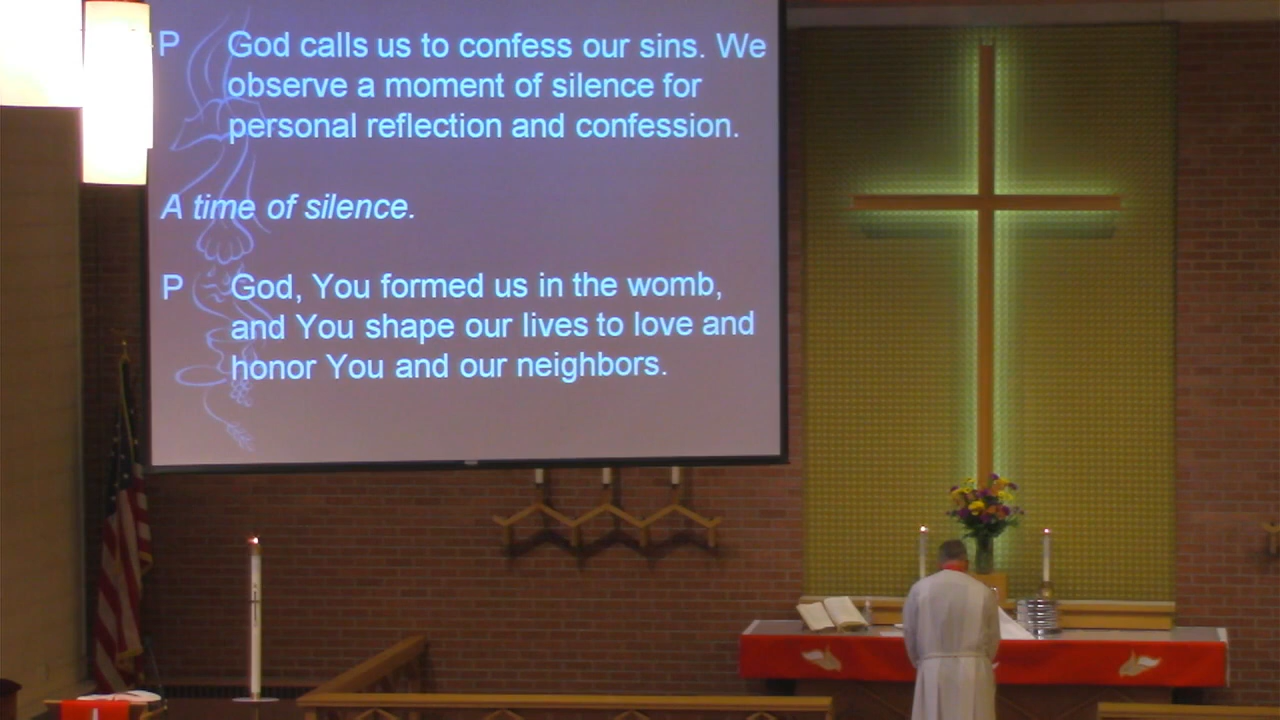 P God calls us to confess our sins. We
observe a moment of silence for
personal reflection and confession.
A time of silence.
P God, You formed us in the womb,
and You shape our lives to love and
honor You and our neighbors.